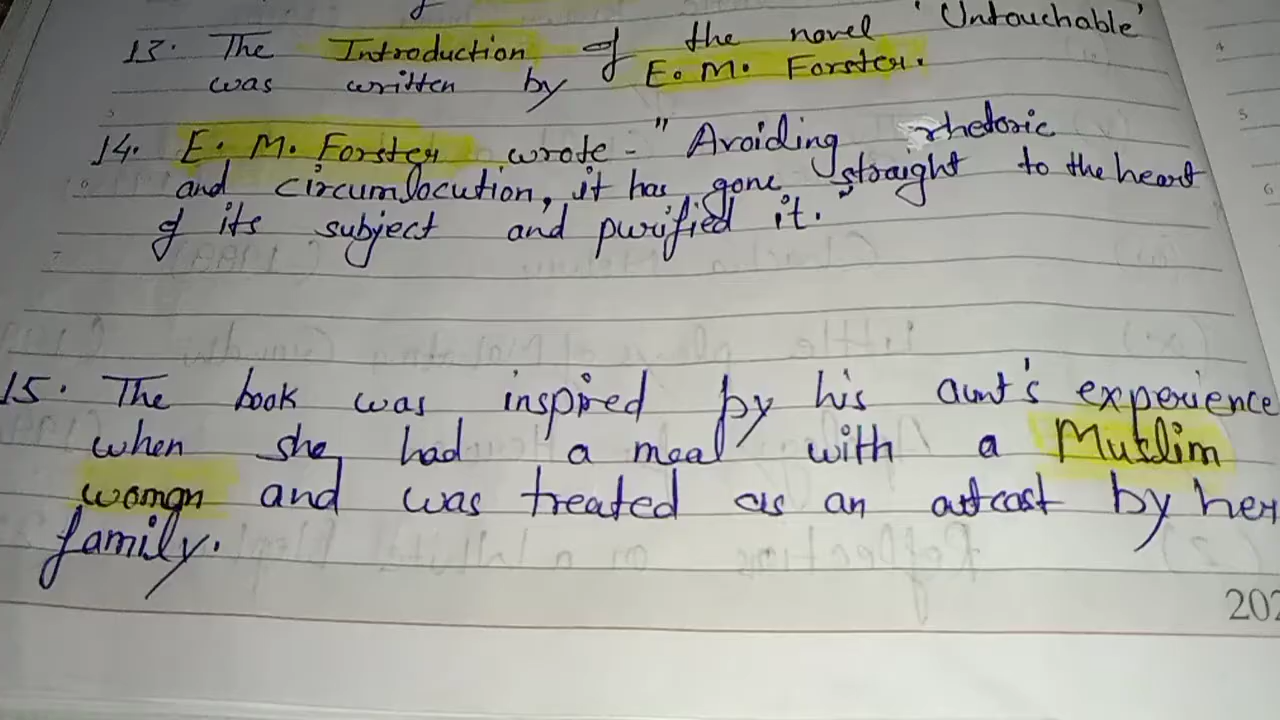 13. The Introduction of the novel 'Untouchable'
was written by E. M. Forster.
14. E. M. Forster wrote - "Avoiding rhetoric
and circumlocution, it has gone straight to the heart
of its subject and purified it."
15. The book was inspired by his aunt's experience
when she had a meal with a Muslim
woman and was treated as an outcast by her
family.
202